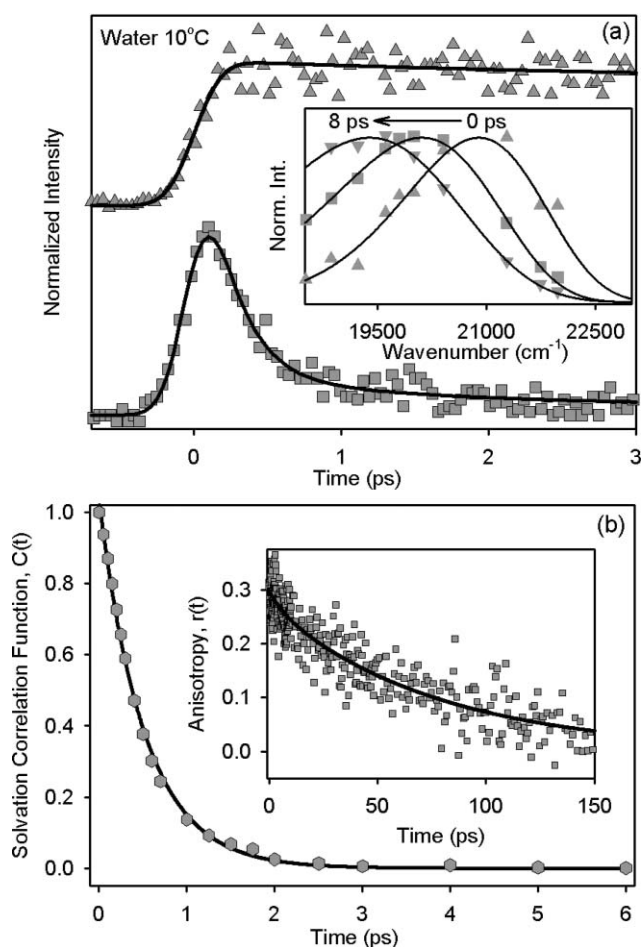 Water 10°C
(a)
Normalized Intensity
8 ps
0 ps
Norm. Int.
19500 21000 22500
Wavenumber (cm⁻¹)
0 1 2 3
Time (ps)
(b)
Solvation Correlation Function, C(t)
1.0
0.8
0.6
0.4
0.2
0.0
Anisotropy, r(t)
0.3
0.2
0.1
0.0
0 50 100 150
Time (ps)
0 1 2 3 4 5 6
Time (ps)